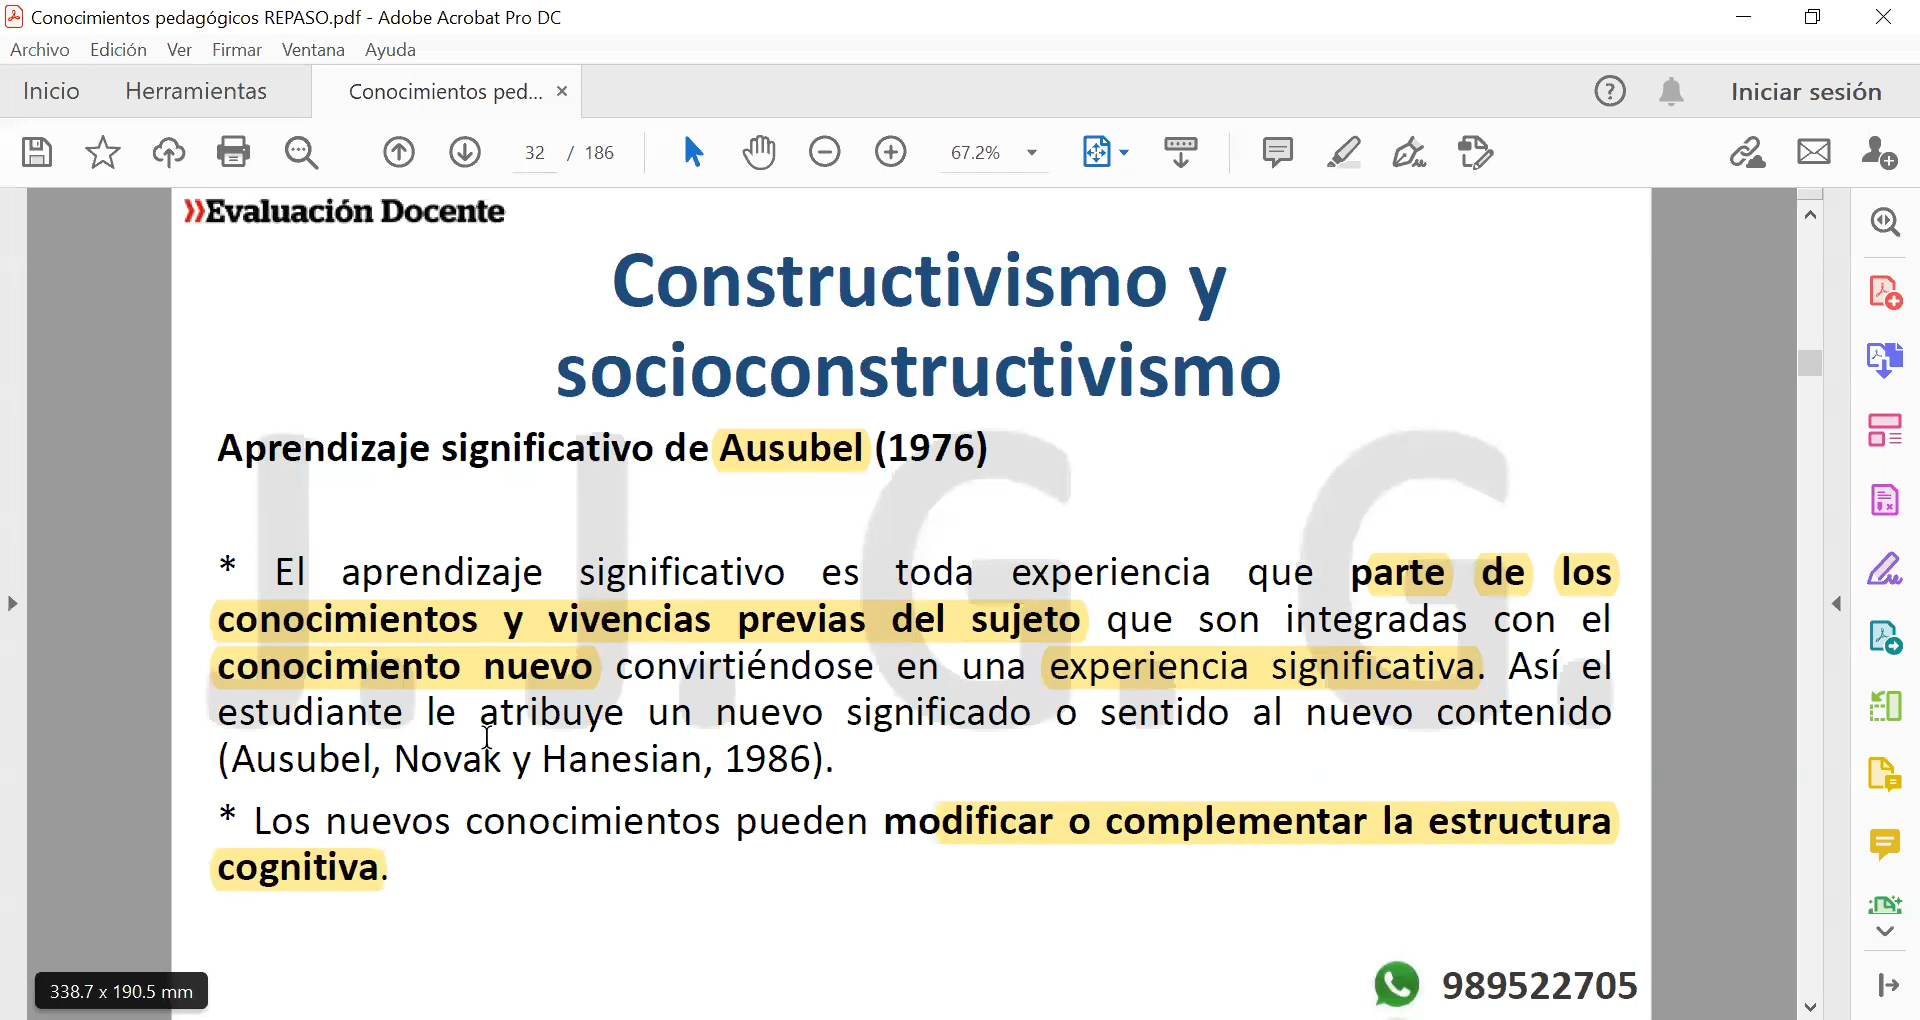 Conocimientos pedagógicos REPASO.pdf - Adobe Acrobat Pro DC
Archivo Edición Ver Firmar Ventana Ayuda
Inicio Herramientas Conocimientos ped... × Iniciar sesión
32 / 186 67.2%
»Evaluación Docente
Constructivismo y
socioconstructivismo
Aprendizaje significativo de Ausubel (1976)
* El aprendizaje significativo es toda experiencia que parte de los
conocimientos y vivencias previas del sujeto que son integradas con el
conocimiento nuevo convirtiéndose en una experiencia significativa. Así el
estudiante le atribuye un nuevo significado o sentido al nuevo contenido
(Ausubel, Novak y Hanesian, 1986).
* Los nuevos conocimientos pueden modificar o complementar la estructura
cognitiva.
I. J. G. G.
338.7 x 190.5 mm
989522705